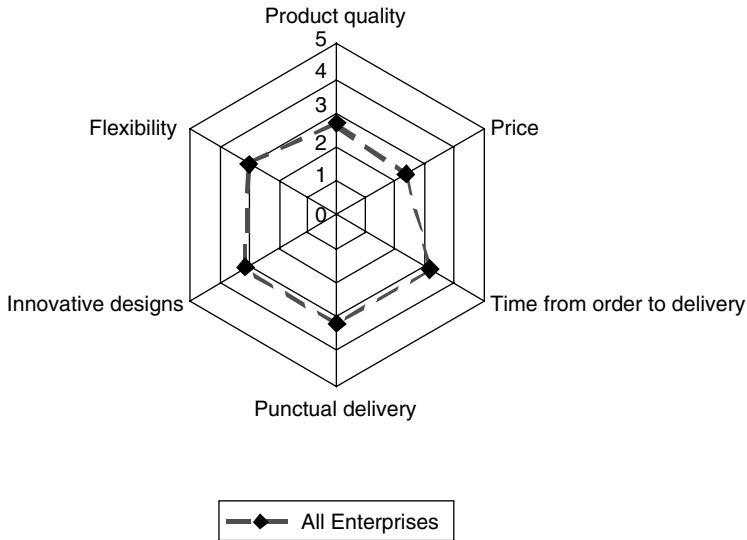 Product quality
5
4
3
2
1
0
Flexibility
Price
Innovative designs
Time from order to delivery
Punctual delivery
All Enterprises